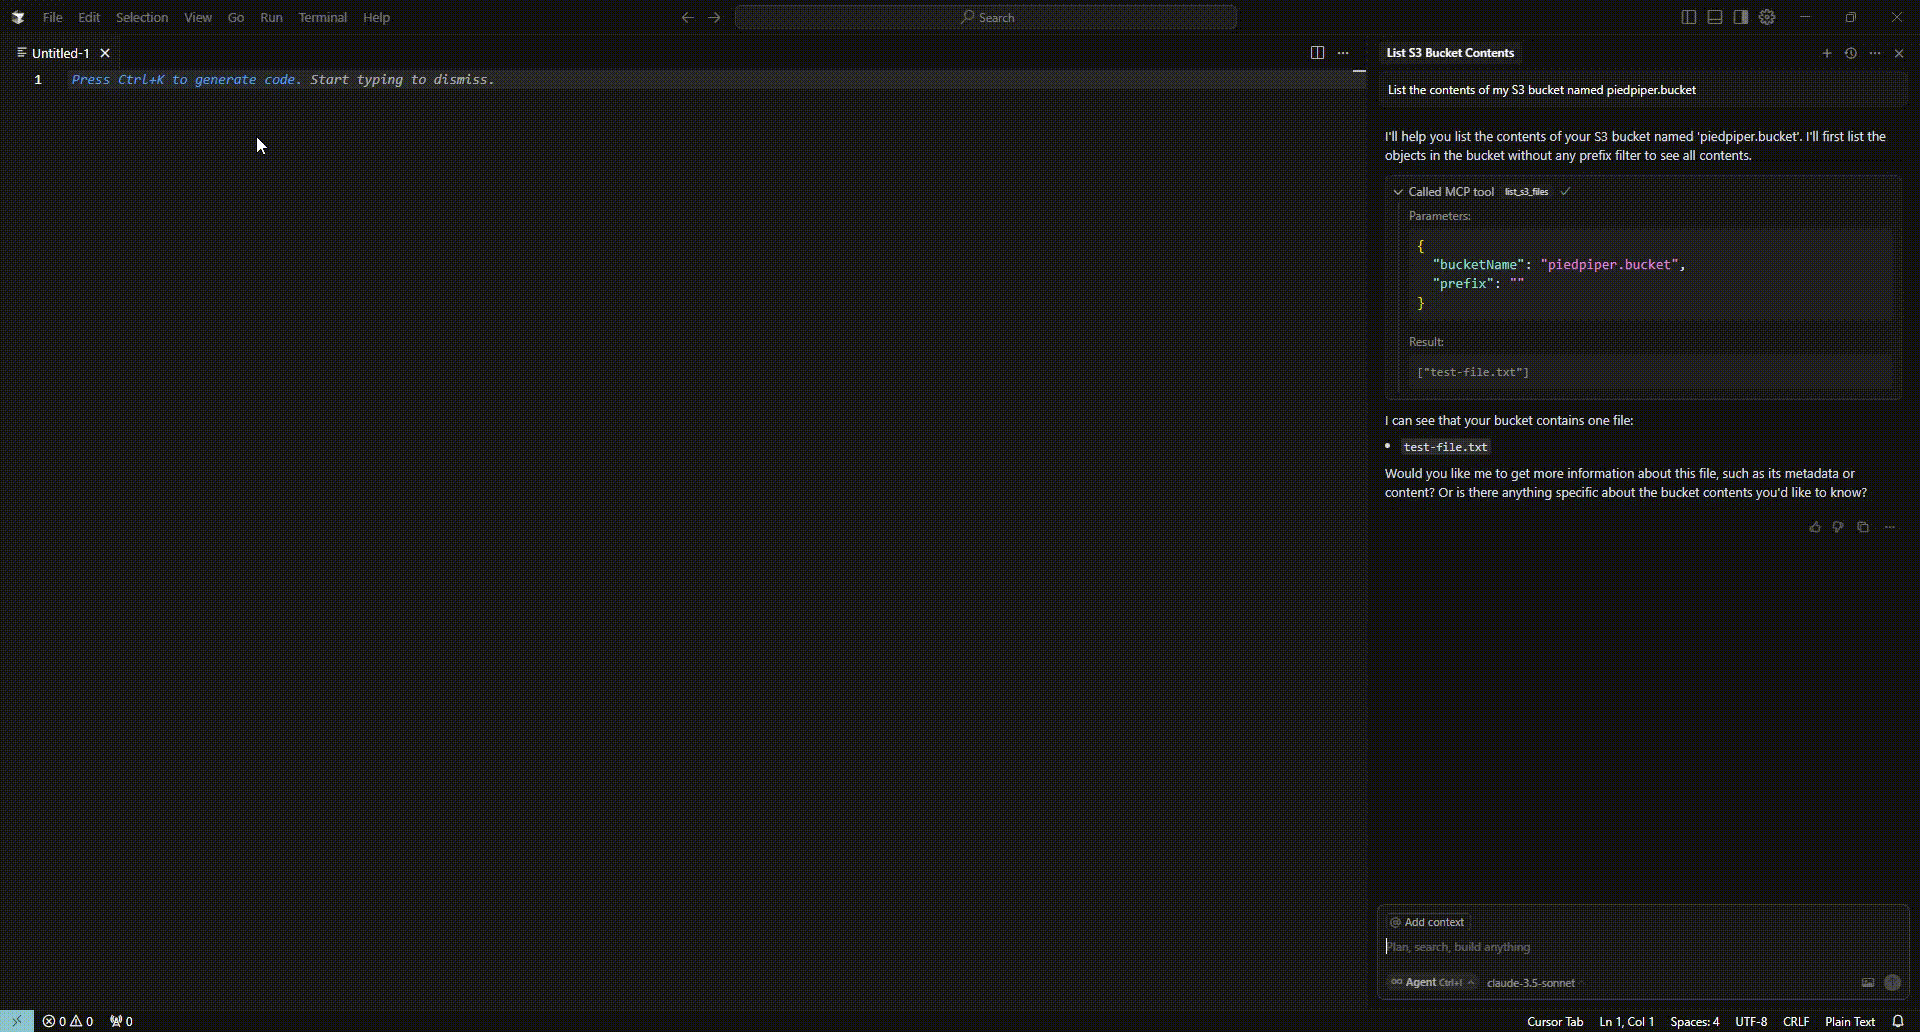 File Edit Selection View Go Run Terminal Help
Search
Untitled-1
1
Press Ctrl+K to generate code. Start typing to dismiss.
List S3 Bucket Contents
List the contents of my S3 bucket named piedpiper.bucket
I'll help you list the contents of your S3 bucket named 'piedpiper.bucket'. I'll first list the
objects in the bucket without any prefix filter to see all contents.
Called MCP tool list_s3_files
Parameters:
{
"bucketName": "piedpiper.bucket",
"prefix": ""
}
Result:
["test-file.txt"]
I can see that your bucket contains one file:
• test-file.txt
Would you like me to get more information about this file, such as its metadata or
content? Or is there anything specific about the bucket contents you'd like to know?
@ Add context
Plan, search, build anything
∞ Agent Ctrl+I claude-3.5-sonnet
0 0 0
Cursor Tab Ln 1, Col 1 Spaces: 4 UTF-8 CRLF Plain Text